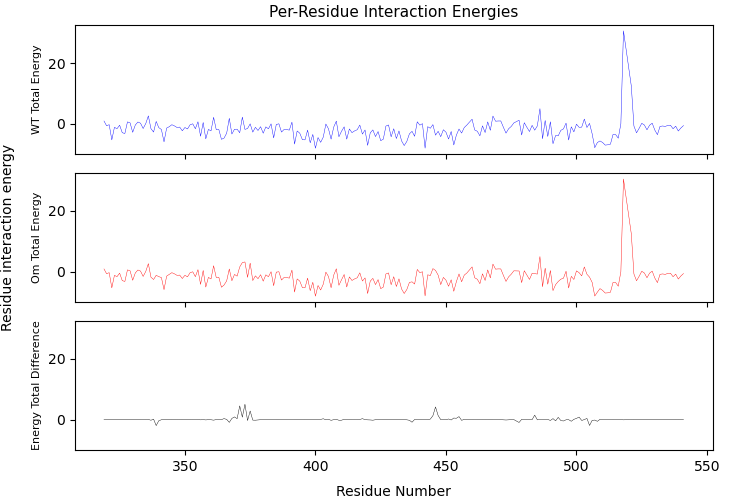 Per-Residue Interaction Energies
Residue interaction energy
WT Total Energy
20
0
Om Total Energy
20
0
Energy Total Difference
20
0
350
400
450
500
550
Residue Number